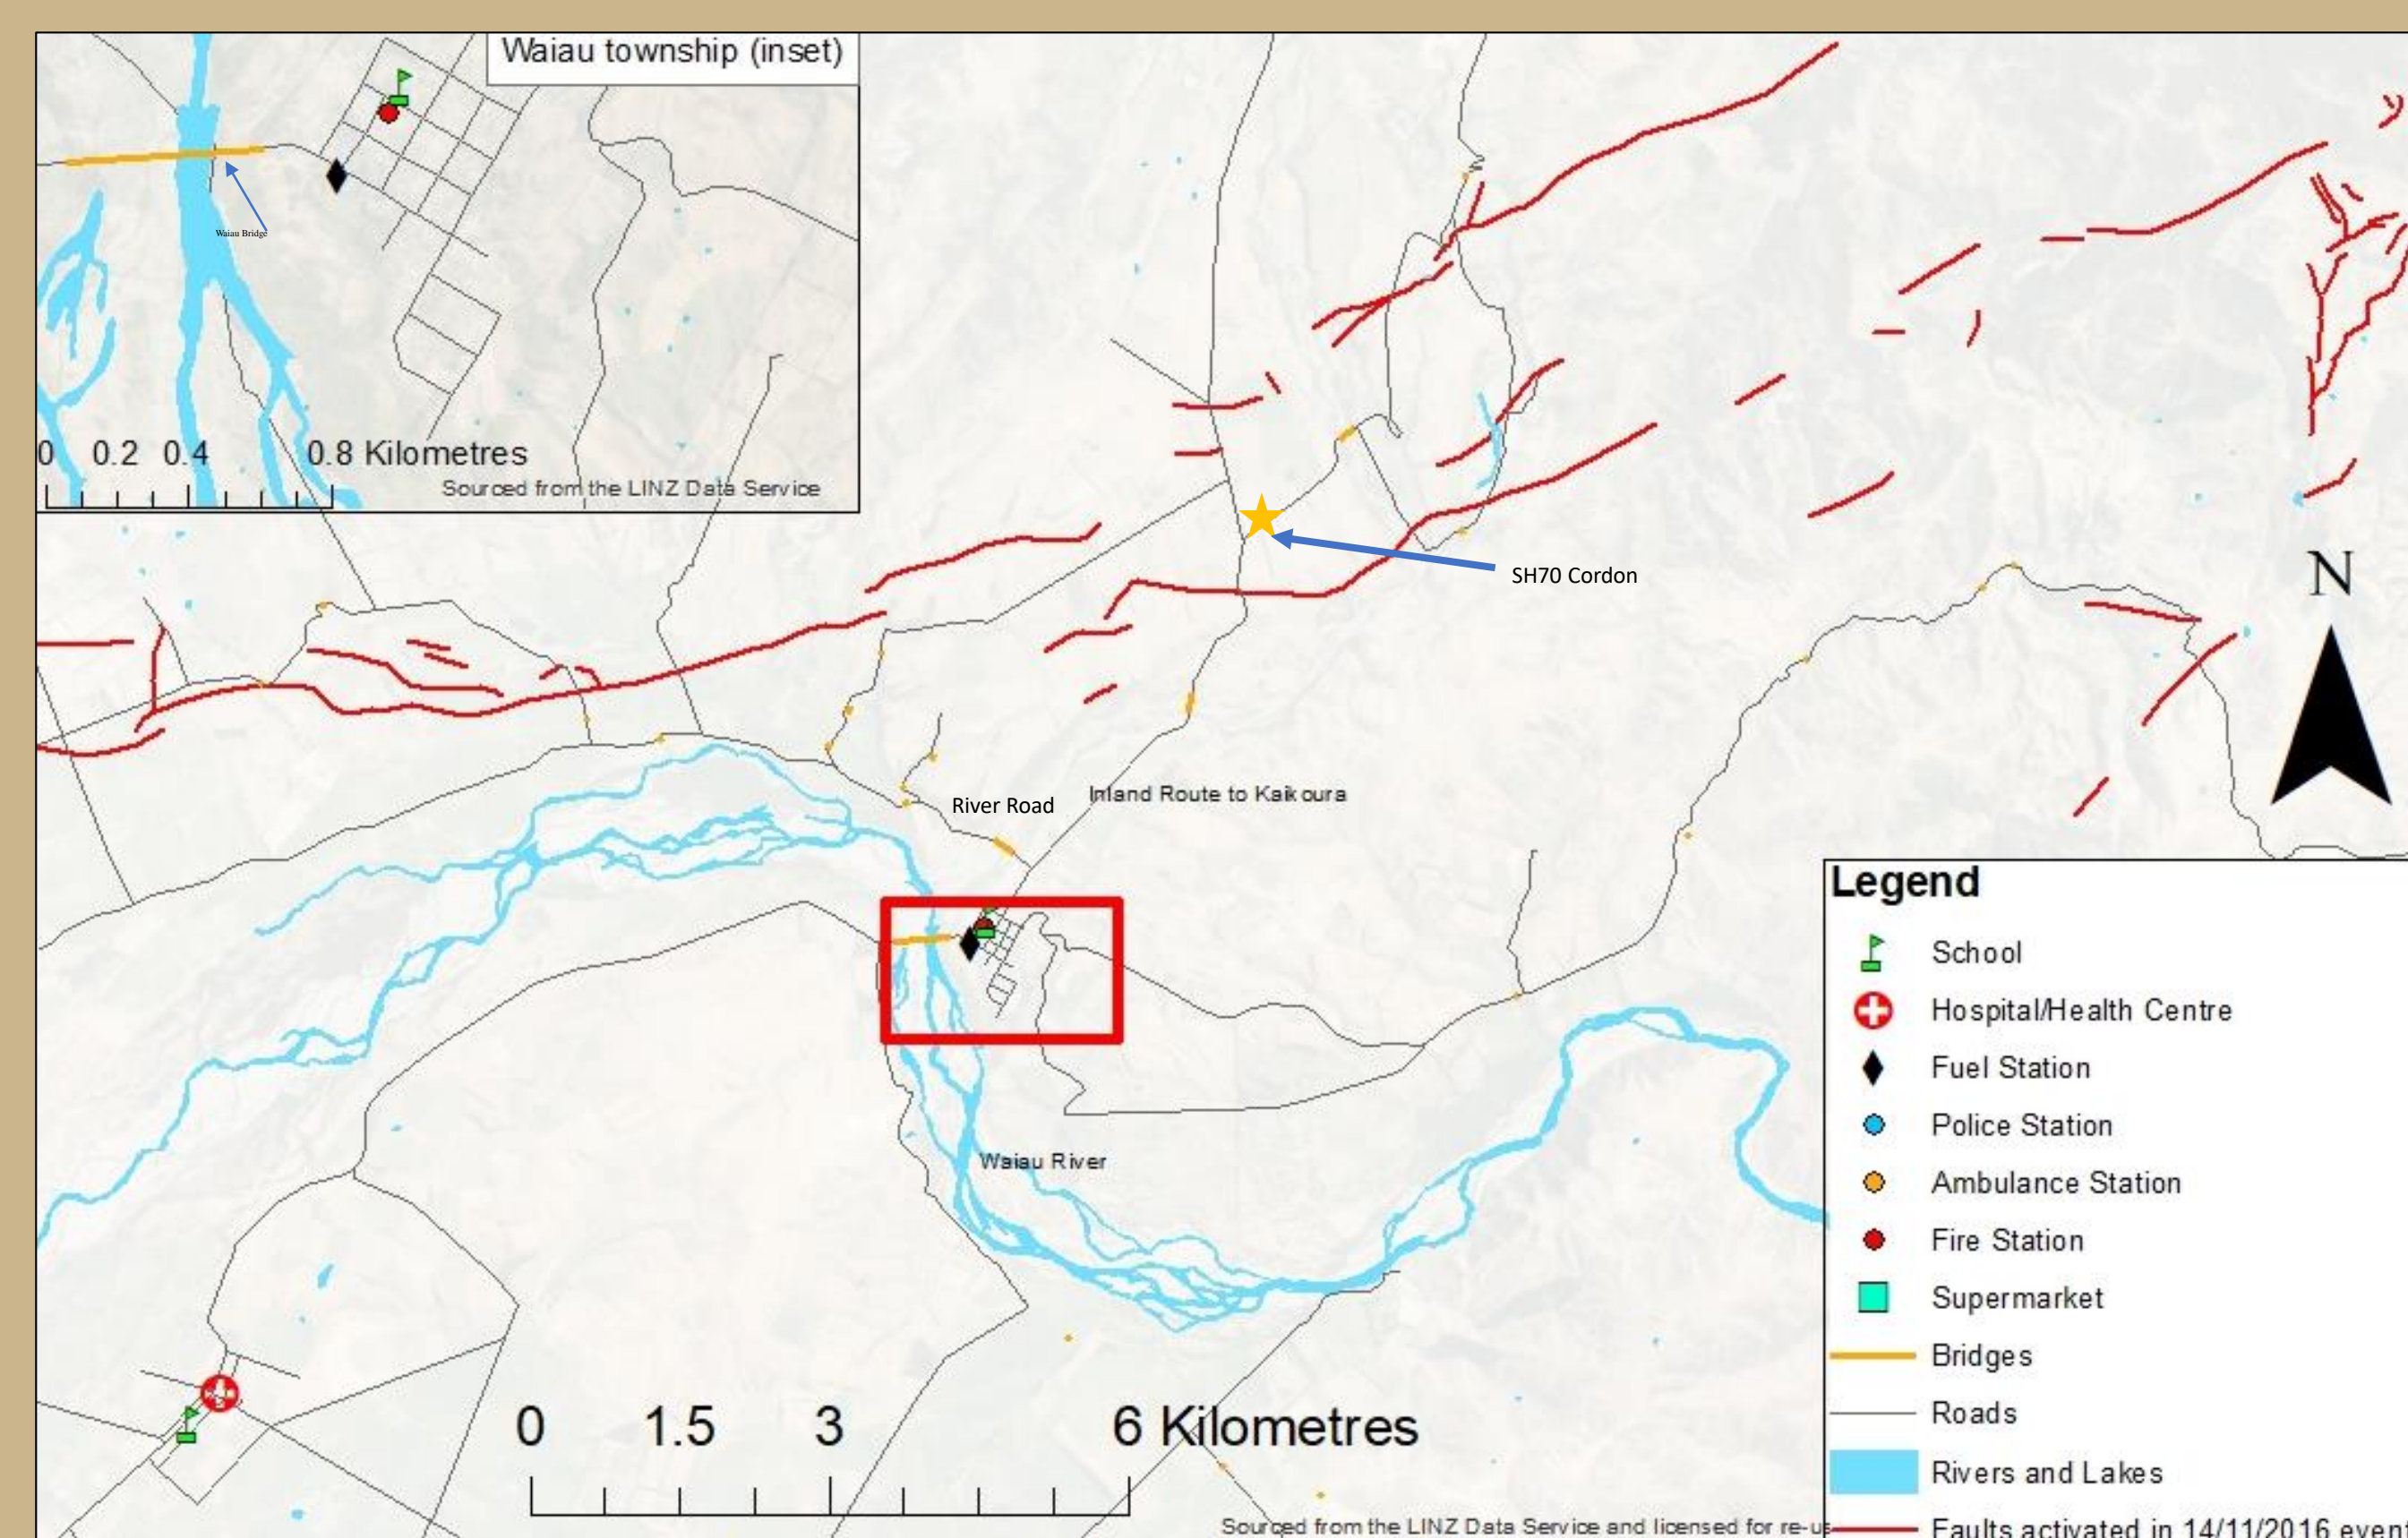 Waiau township (inset)
Waiau Bridge
0 0.2 0.4 0.8 Kilometres
Sourced from the LINZ Data Service
SH70 Cordon
N
River Road
Inland Route to Kaikoura
Waiau River
Legend
School
Hospital/Health Centre
Fuel Station
Police Station
Ambulance Station
Fire Station
Supermarket
Bridges
Roads
Rivers and Lakes
Faults activated in 14/11/2016 even
0 1.5 3 6 Kilometres
Sourced from the LINZ Data Service and licensed for re-us